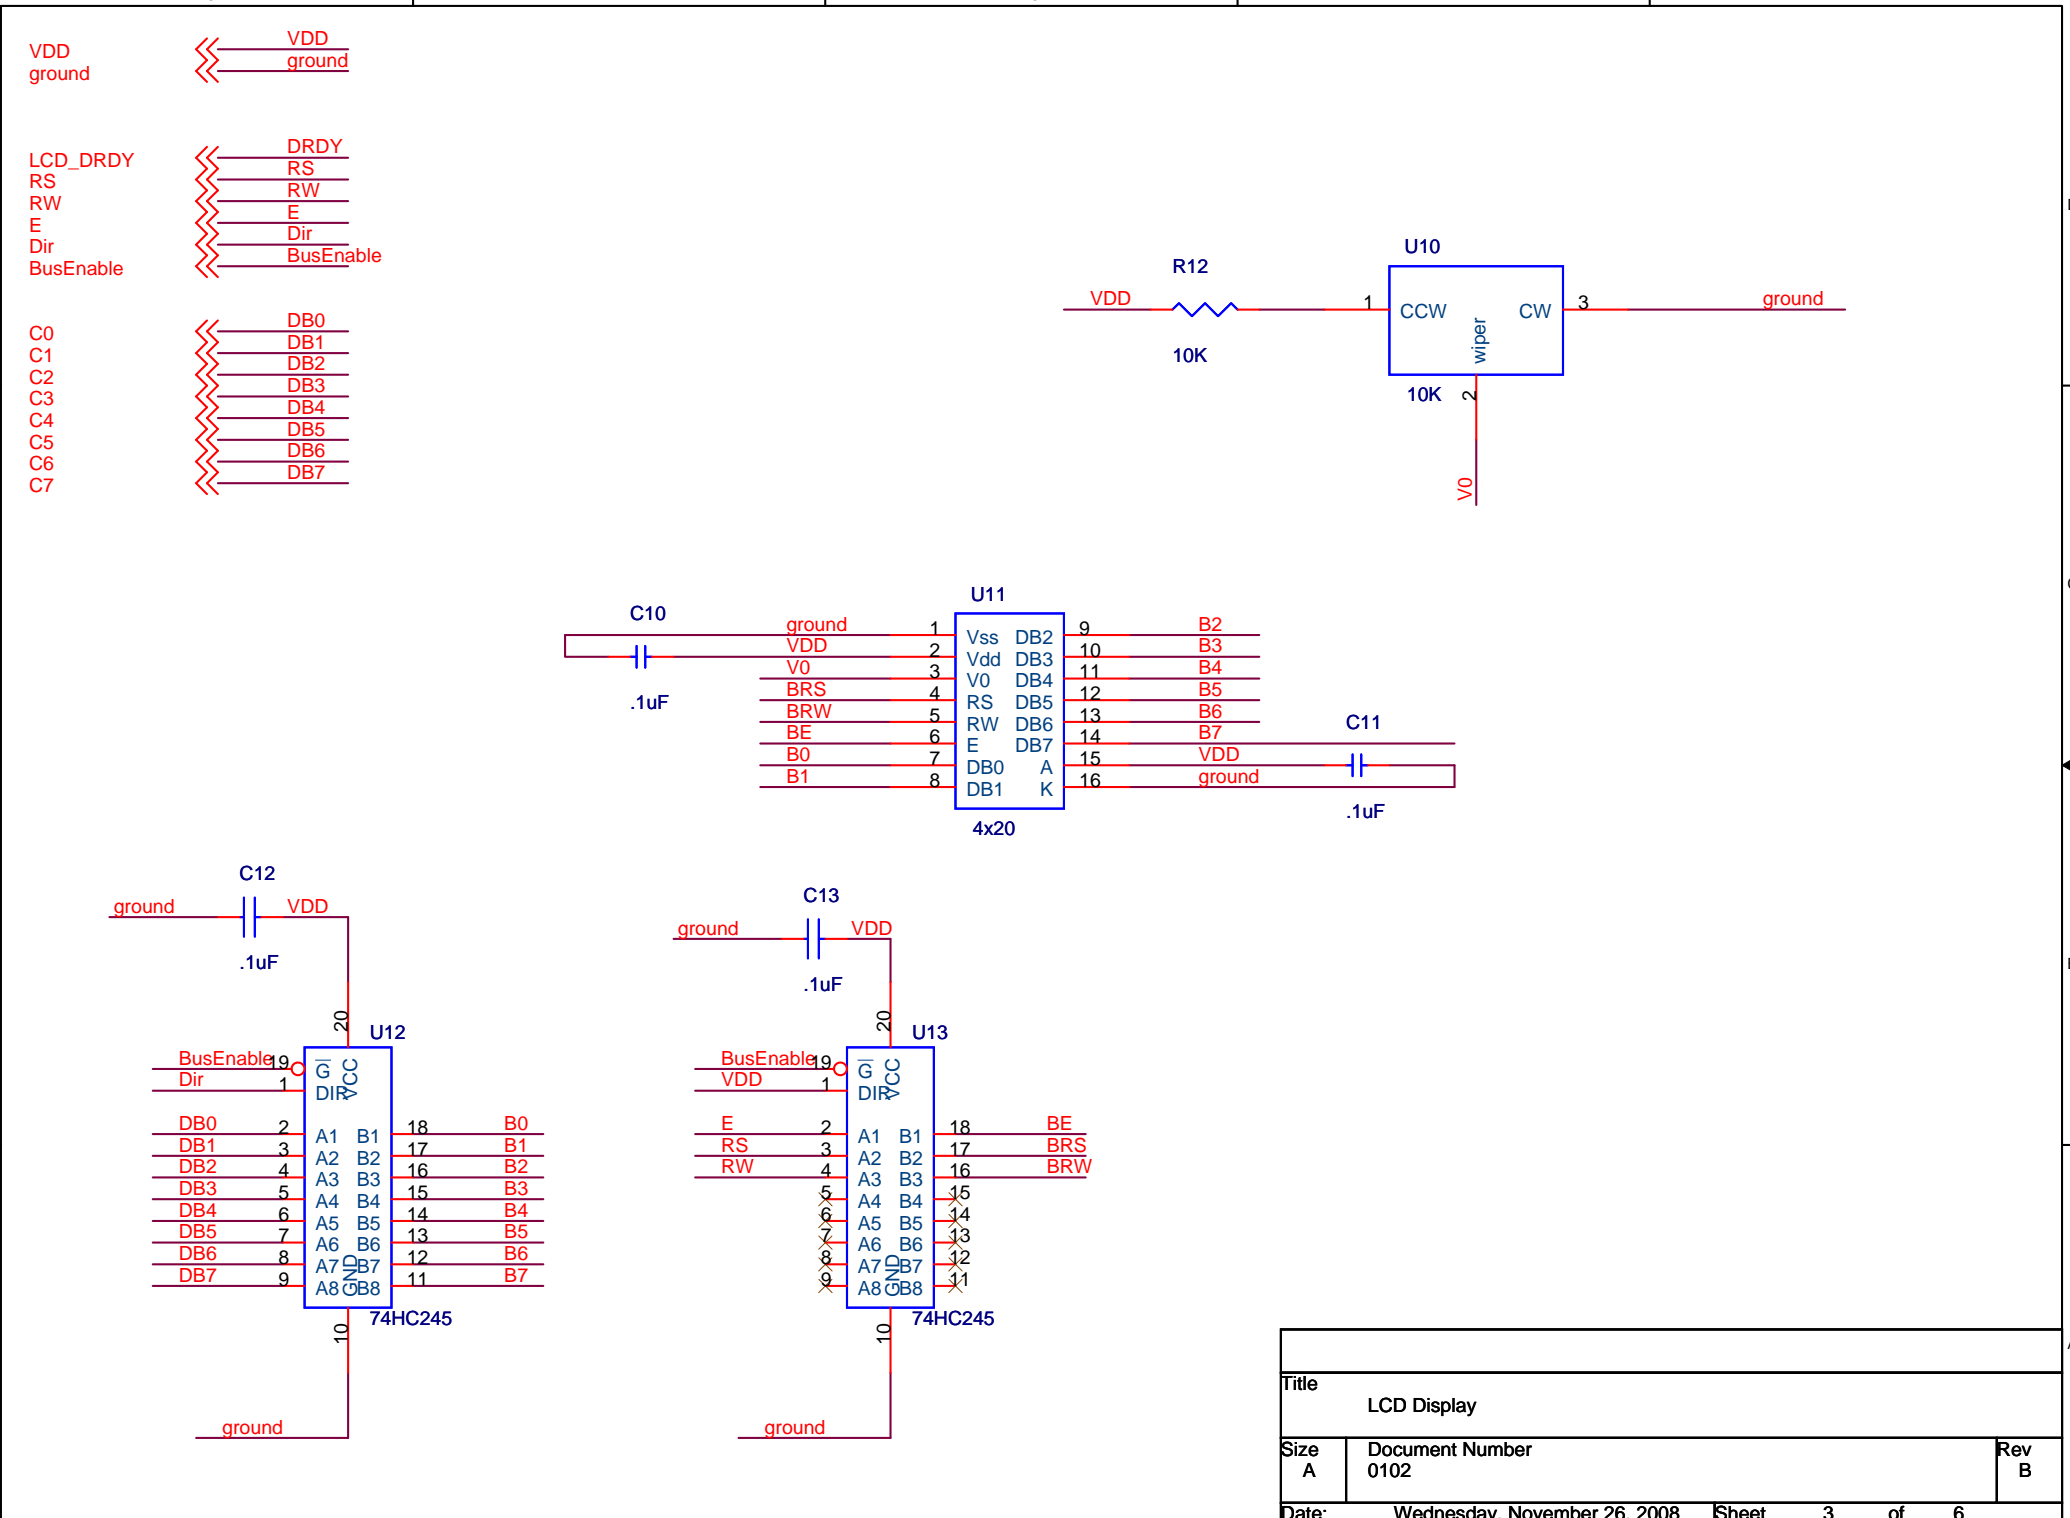 VDD VDD
ground ground
LCD_DRDY DRDY
RS RS
RW RW
E E
Dir Dir
BusEnable BusEnable
C0 DB0
C1 DB1
C2 DB2
C3 DB3
C4 DB4
C5 DB5
C6 DB6
C7 DB7
U10
R12
VDD 1 CCW CW 3 ground
wiper
10K
10K 2
V0
U11
C10
ground 1 Vss DB2 9 B2
VDD 2 Vdd DB3 10 B3
V0 3 V0 DB4 11 B4
.1uF BRS 4 RS DB5 12 B5
BRW 5 RW DB6 13 B6 C11
BE 6 E DB7 14 B7
B0 7 DB0 A 15 VDD
B1 8 DB1 K 16 ground
.1uF
4x20
C12
ground VDD
.1uF
20
U12
BusEnable 19 G VCC
Dir 1 DIR
DB0 2 A1 B1 18 B0
DB1 3 A2 B2 17 B1
DB2 4 A3 B3 16 B2
DB3 5 A4 B4 15 B3
DB4 6 A5 B5 14 B4
DB5 7 A6 B6 13 B5
DB6 8 A7 B7 12 B6
DB7 9 A8 GND B8 11 B7
74HC245
10
ground
C13
ground VDD
.1uF
20
U13
BusEnable 19 G VCC
VDD 1 DIR
E 2 A1 B1 18 BE
RS 3 A2 B2 17 BRS
RW 4 A3 B3 16 BRW
5 A4 B4 15
6 A5 B5 14
7 A6 B6 13
8 A7 B7 12
9 A8 GND B8 11
74HC245
10
ground
Title
LCD Display
Size Document Number Rev
A 0102 B
Date: Wednesday, November 26, 2008 Sheet 3 of 6